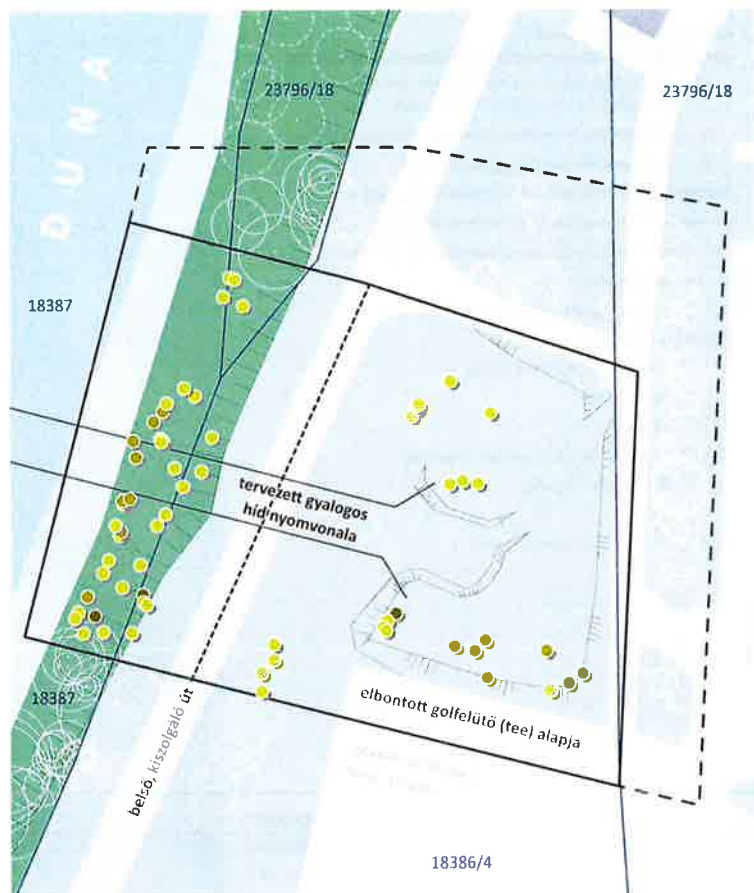 23796/18
23796/18
DUNA
18387
tervezett gyalogos
híd nyomvonala
18387
elbontott golfelütő (tee) alapja
belső, kiszolgáló út
18386/4